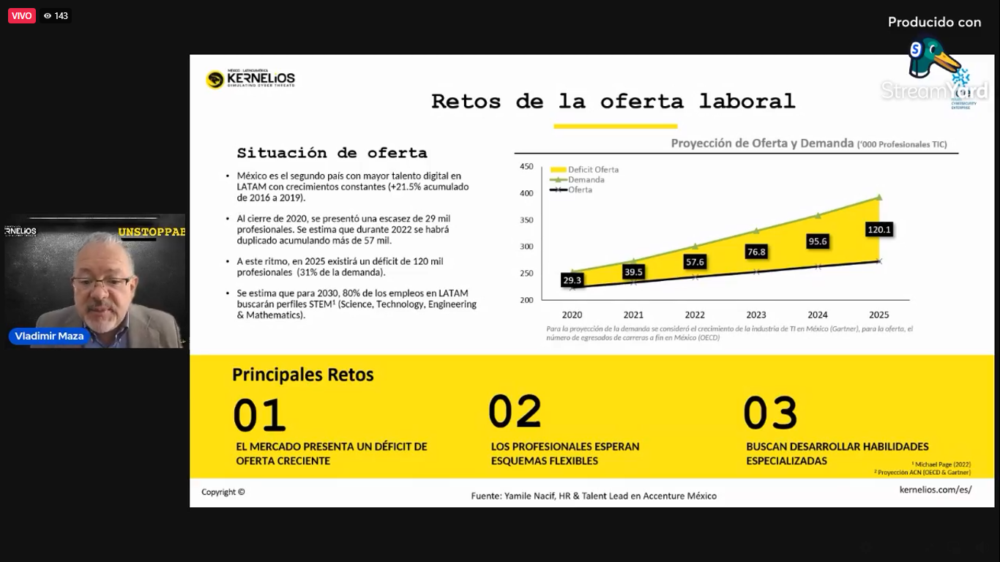 VIVO 143
Producido con
StreamYard
MÉXICO - LATINOAMÉRICA
KERNELiOS
SIMULATING CYBER THREATS
CYBERSECURITY
ENTERPRISE
Retos de la oferta laboral
Situación de oferta
• México es el segundo país con mayor talento digital en
LATAM con crecimientos constantes (+21.5% acumulado
de 2016 a 2019).
• Al cierre de 2020, se presentó una escasez de 29 mil
profesionales. Se estima que durante 2022 se habrá
duplicado acumulando más de 57 mil.
• A este ritmo, en 2025 existirá un déficit de 120 mil
profesionales (31% de la demanda).
• Se estima que para 2030, 80% de los empleos en LATAM
buscarán perfiles STEM¹ (Science, Technology, Engineering
& Mathematics).
Proyección de Oferta y Demanda ('000 Profesionales TIC)
450
400
350
300
250
200
Deficit Oferta
Demanda
Oferta
29.3
39.5
57.6
76.8
95.6
120.1
2020 2021 2022 2023 2024 2025
Para la proyección de la demanda se consideró el crecimiento de la industria de TI en México (Gartner), para la oferta, el
número de egresados de carreras a fin en México (OECD)
ERNELiOS
UNSTOPPAB
Vladimir Maza
Principales Retos
01
EL MERCADO PRESENTA UN DÉFICIT DE
OFERTA CRECIENTE
02
LOS PROFESIONALES ESPERAN
ESQUEMAS FLEXIBLES
03
BUSCAN DESARROLLAR HABILIDADES
ESPECIALIZADAS
¹ Michael Page (2022)
² Proyección ACN (OECD & Gartner)
Copyright ©
Fuente: Yamile Nacif, HR & Talent Lead en Accenture México
kernelios.com/es/